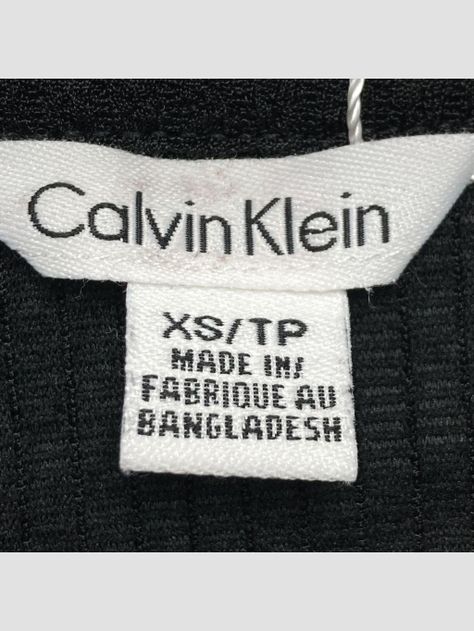 Calvin Klein
XS/TP
MADE IN/
FABRIQUE AU
BANGLADESH